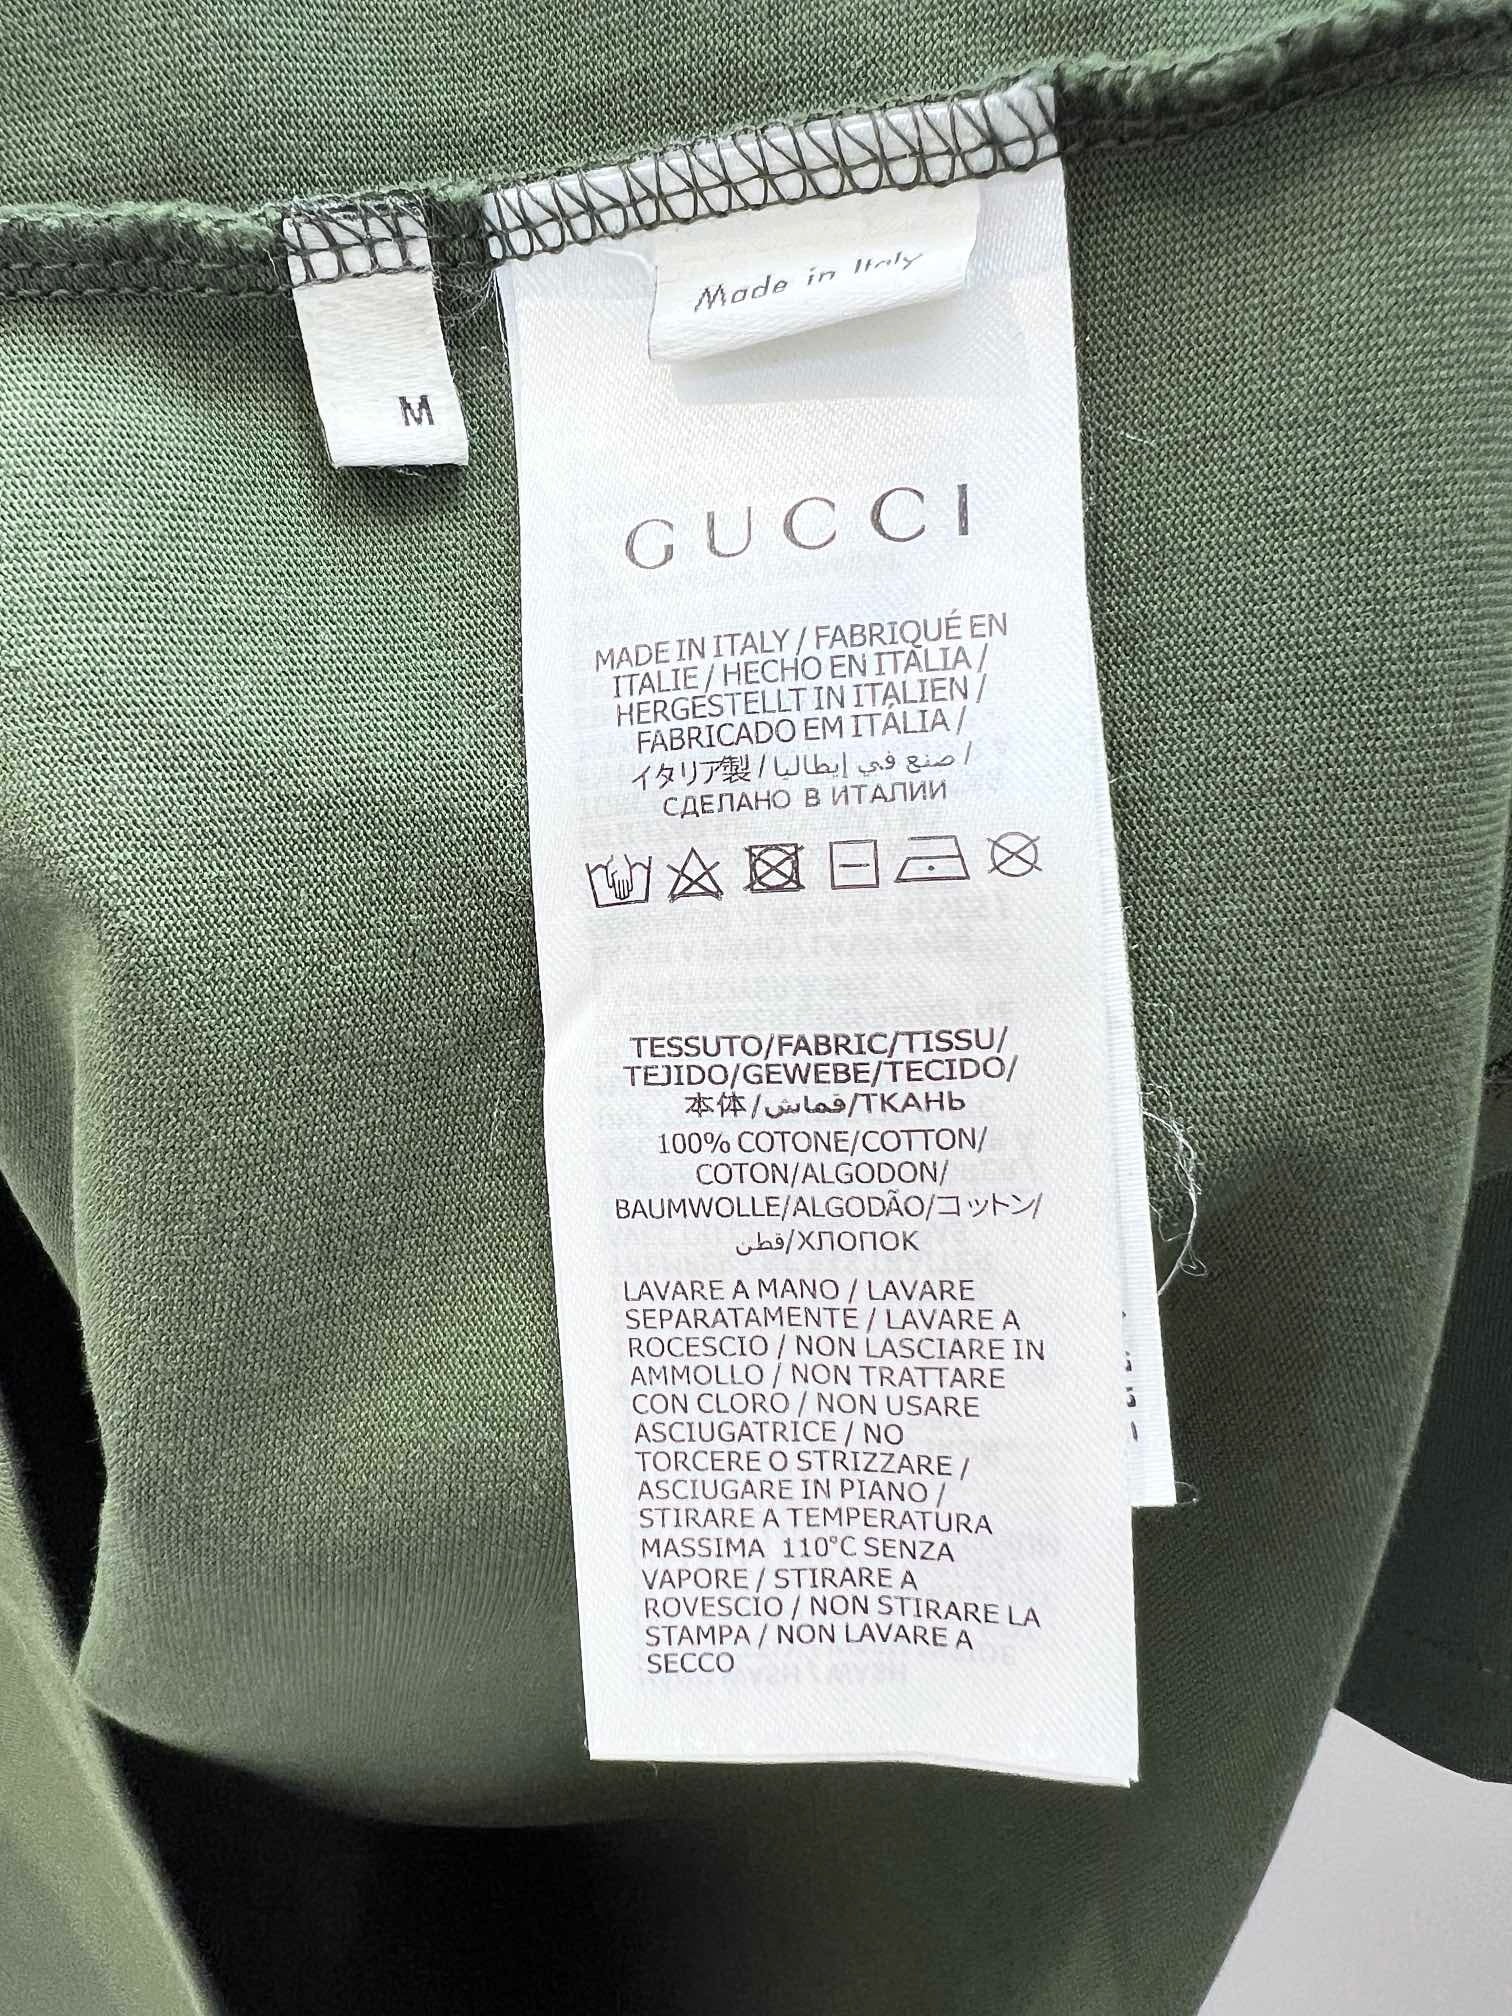 Made in Italy
M
GUCCI
MADE IN ITALY / FABRIQUÉ EN
ITALIE / HECHO EN ITALIA /
HERGESTELLT IN ITALIEN /
FABRICADO EM ITÁLIA /
イタリア製 / صنع في إيطاليا /
СДЕЛАНО В ИТАЛИИ
TESSUTO/FABRIC/TISSU/
TEJIDO/GEWEBE/TECIDO/
本体/قماش/ТКАНЬ
100% COTONE/COTTON/
COTON/ALGODON/
BAUMWOLLE/ALGODÃO/コットン/
قطن/ХЛОПОК
LAVARE A MANO / LAVARE
SEPARATAMENTE / LAVARE A
ROCESCIO / NON LASCIARE IN
AMMOLLO / NON TRATTARE
CON CLORO / NON USARE
ASCIUGATRICE / NO
TORCERE O STRIZZARE /
ASCIUGARE IN PIANO /
STIRARE A TEMPERATURA
MASSIMA 110°C SENZA
VAPORE / STIRARE A
ROVESCIO / NON STIRARE LA
STAMPA / NON LAVARE A
SECCO